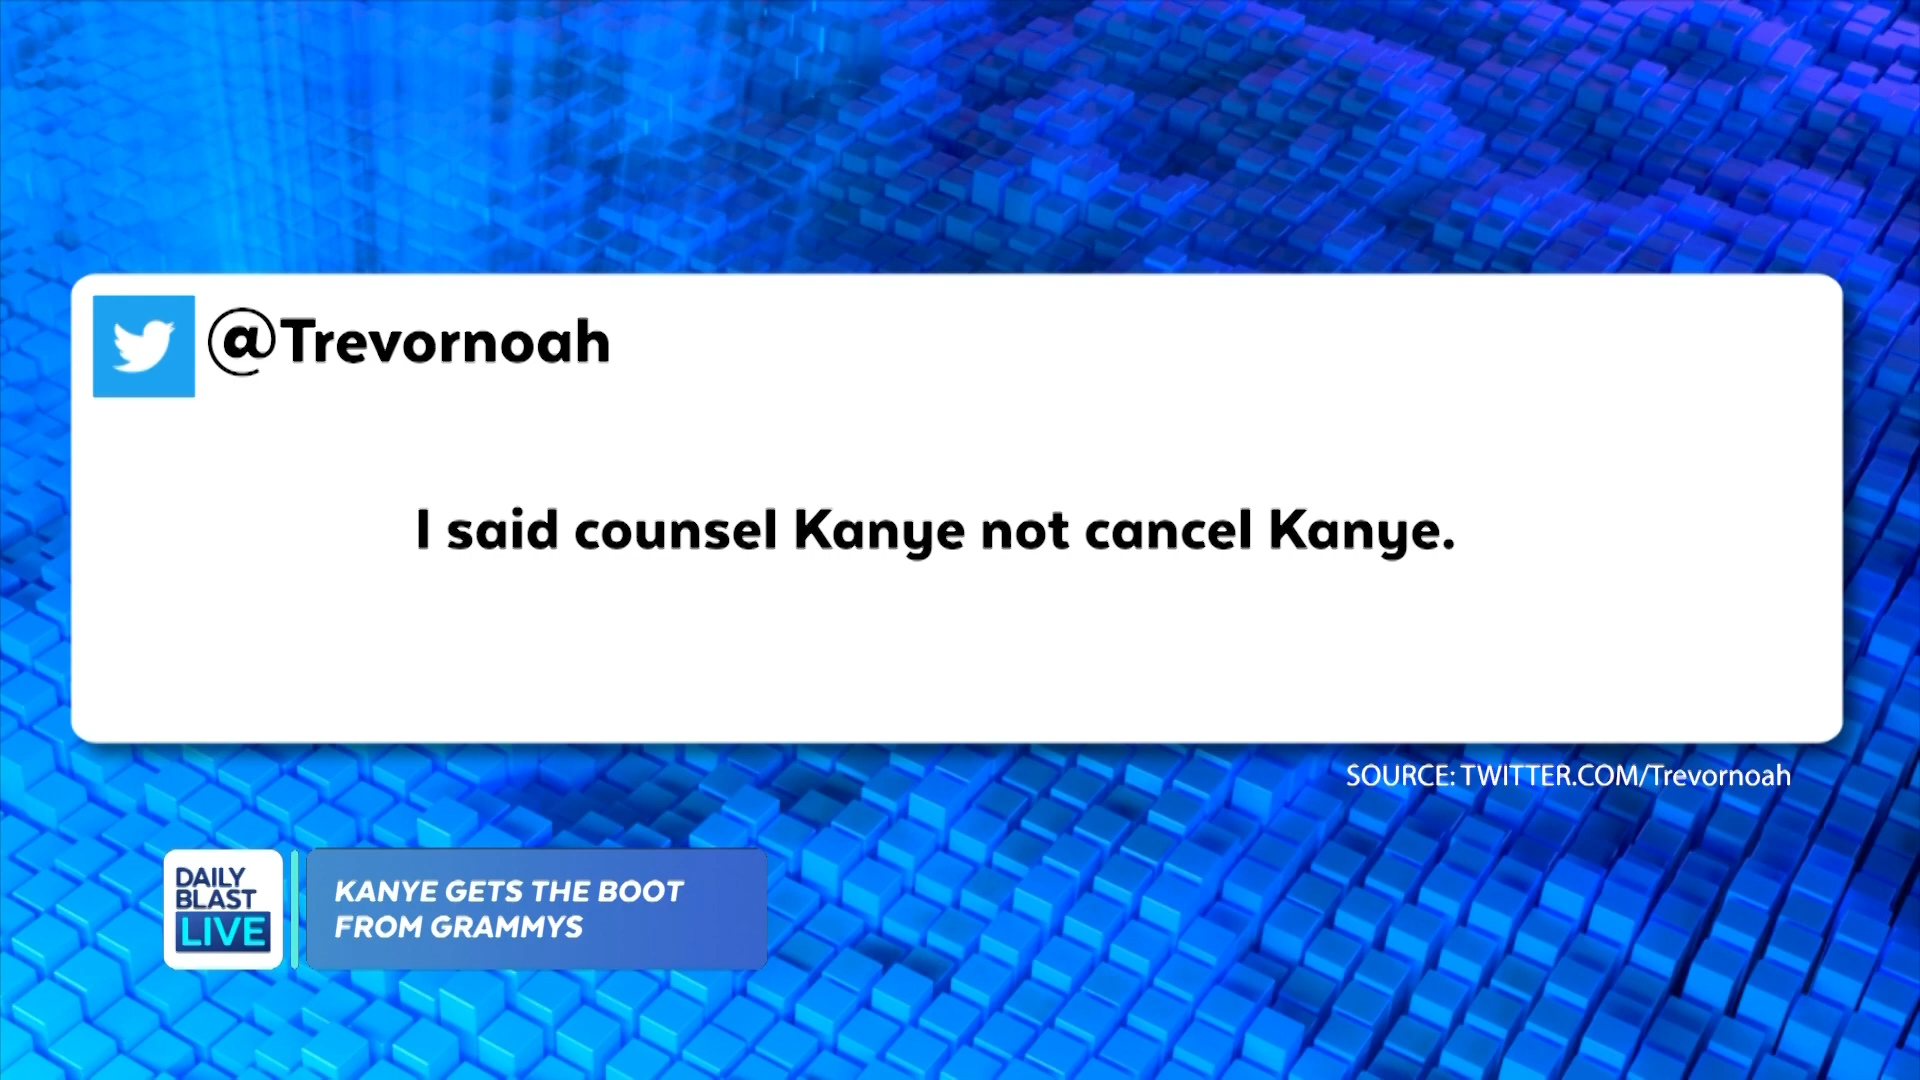 @Trevornoah
I said counsel Kanye not cancel Kanye.
SOURCE: TWITTER.COM/Trevornoah
DAILY
BLAST
LIVE
KANYE GETS THE BOOT
FROM GRAMMYS